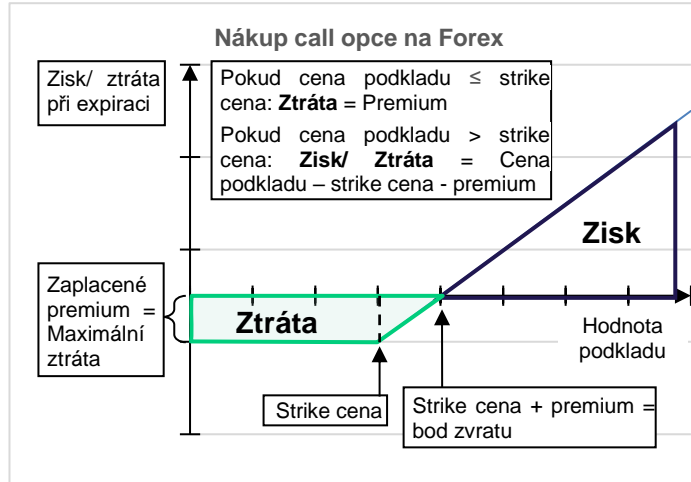 Nákup call opce na Forex
Zisk/ ztráta
při expiraci
Pokud cena podkladu ≤ strike
cena: Ztráta = Premium
Pokud cena podkladu > strike
cena: Zisk/ Ztráta = Cena
podkladu – strike cena - premium
Zisk
Zaplacené
premium =
Maximální
ztráta
Ztráta
Hodnota
podkladu
Strike cena
Strike cena + premium =
bod zvratu